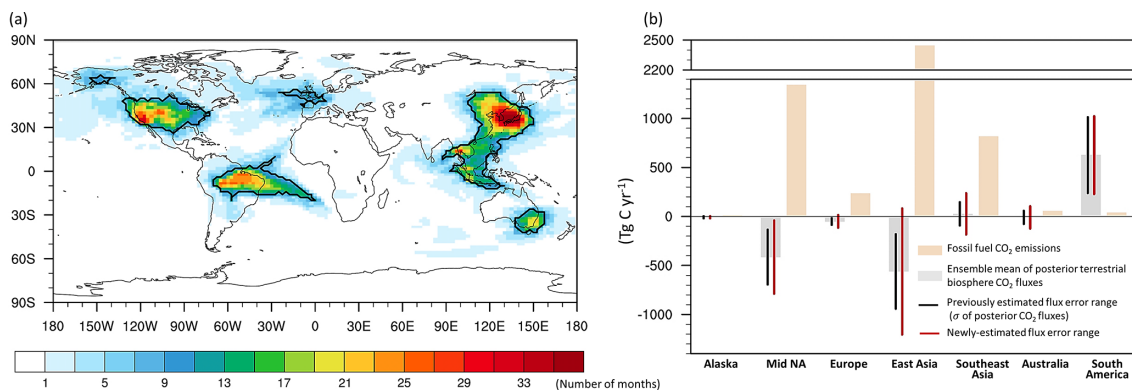 (a)
90N
60N
30N
0
30S
60S
90S
180 150W 120W 90W 60W 30W 0 30E 60E 90E 120E 150E 180
1 5 9 13 17 21 25 29 33 (Number of months)
(b)
2500
2200
1000
500
0
-500
-1000
(Tg C yr⁻¹)
Fossil fuel CO₂ emissions
Ensemble mean of posterior terrestrial
biosphere CO₂ fluxes
Previously estimated flux error range
(σ of posterior CO₂ fluxes)
Newly-estimated flux error range
Alaska Mid NA Europe East Asia Southeast Asia Australia South America